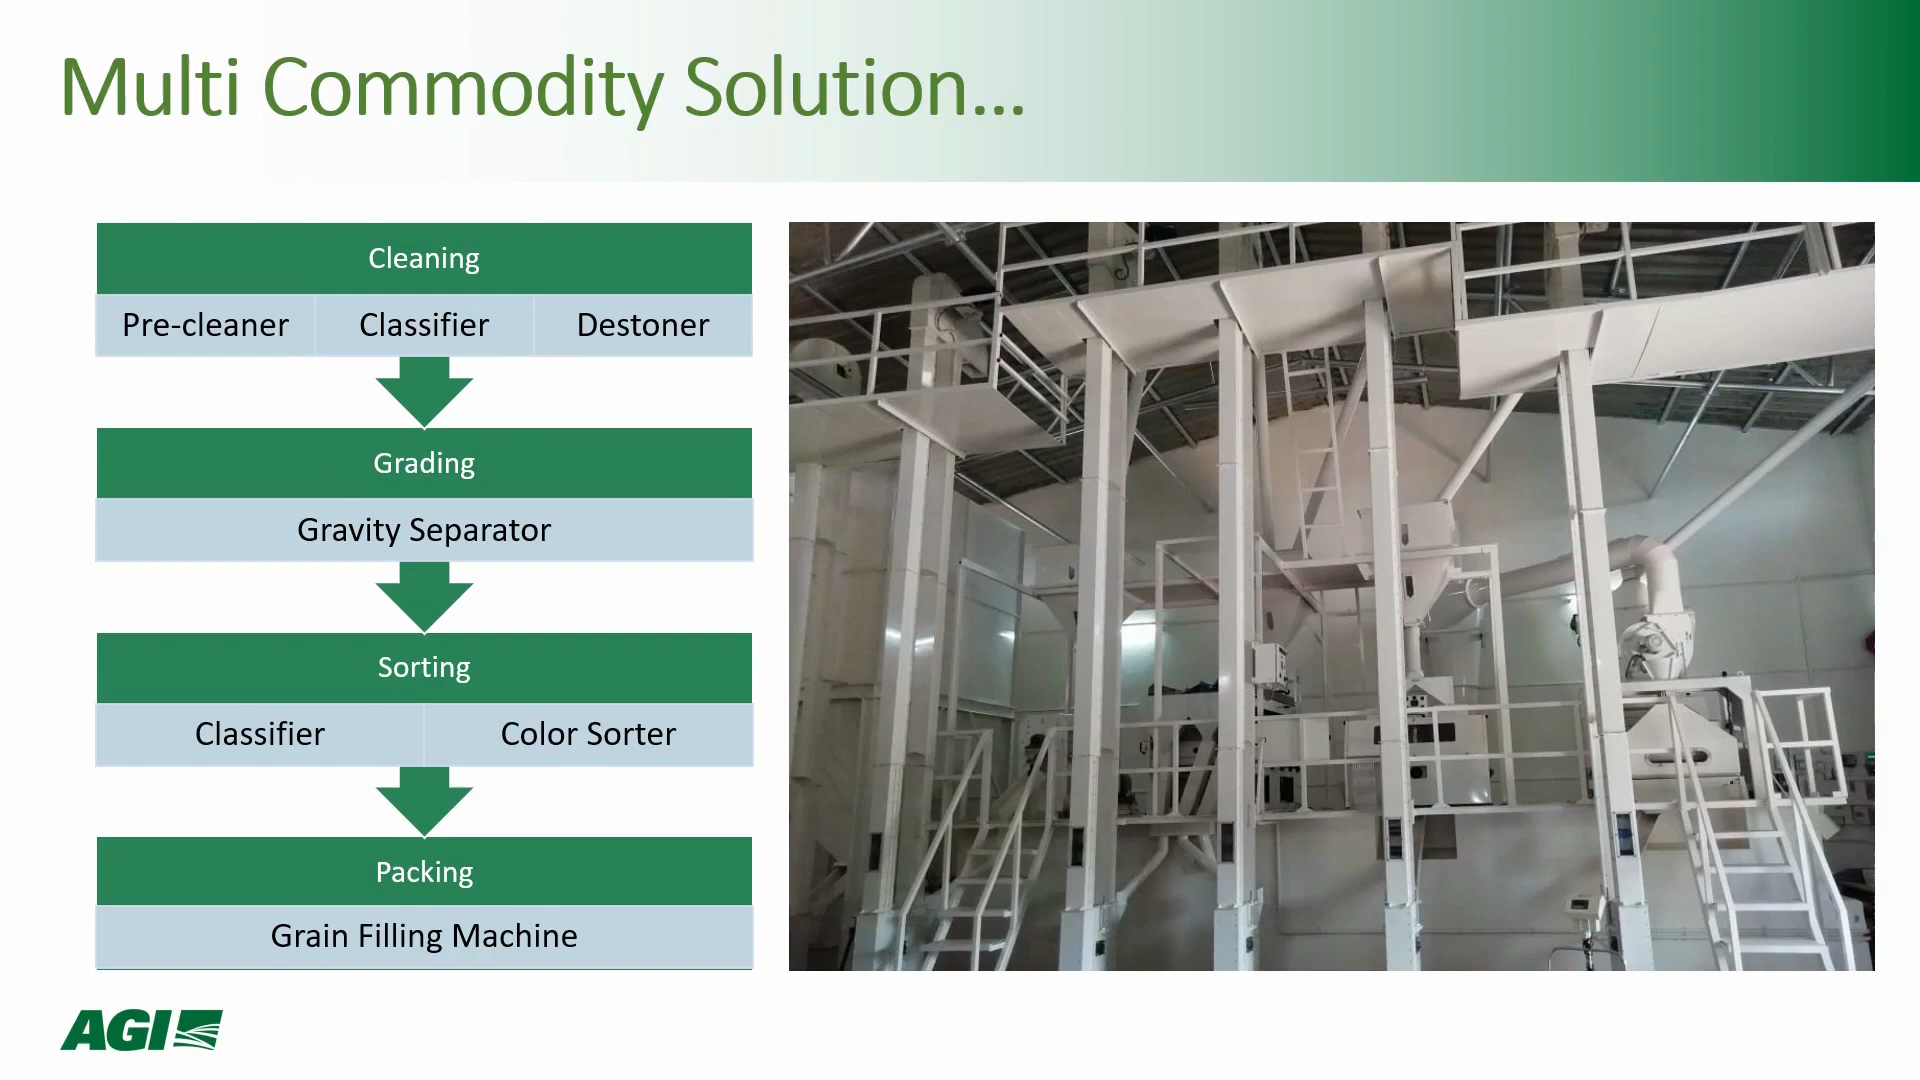 Multi Commodity Solution...
Cleaning
Pre-cleaner Classifier Destoner
Grading
Gravity Separator
Sorting
Classifier Color Sorter
Packing
Grain Filling Machine
AGI